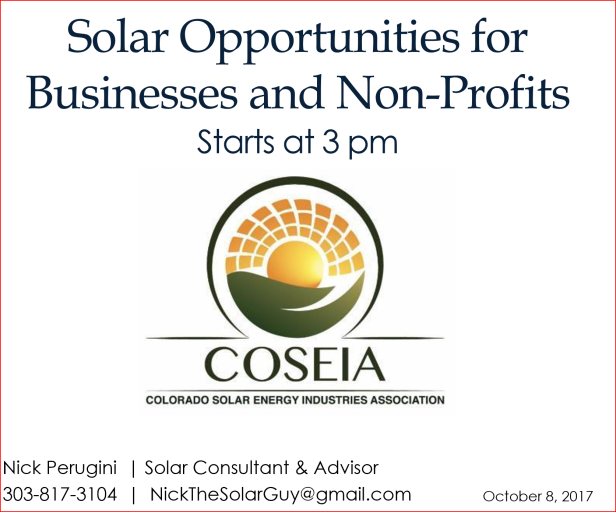 Solar Opportunities for
Businesses and Non-Profits
Starts at 3 pm
COSEIA
COLORADO SOLAR ENERGY INDUSTRIES ASSOCIATION
Nick Perugini | Solar Consultant & Advisor
303-817-3104 | NickTheSolarGuy@gmail.com
October 8, 2017